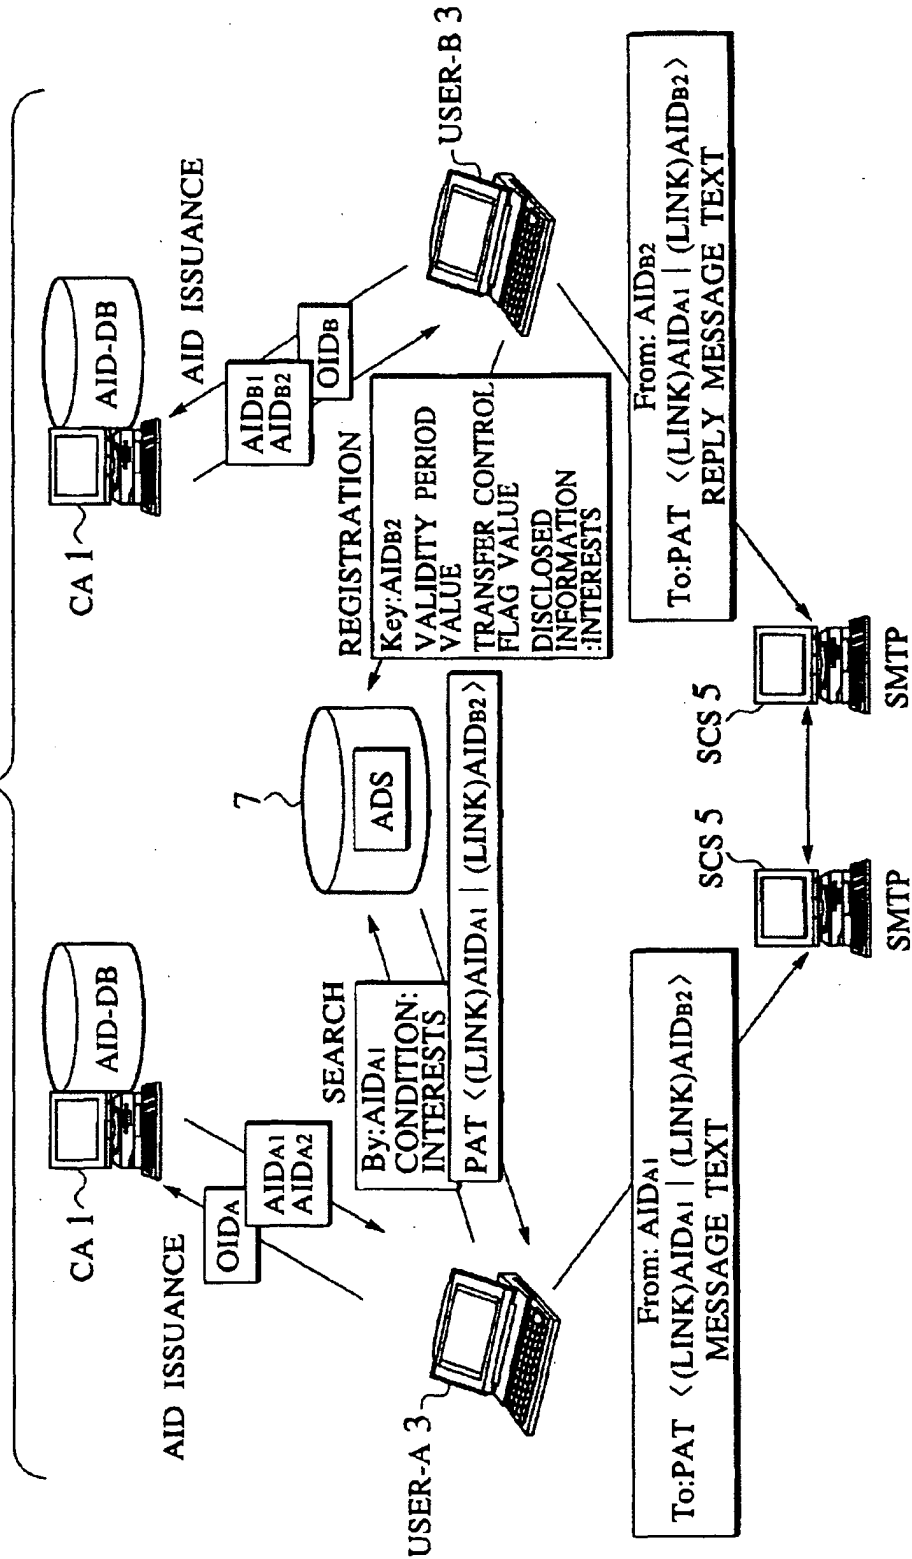 CA 1
AID-DB
AID ISSUANCE
OIDA
AIDA1
AIDA2
USER-A 3
SEARCH
By:AIDA1
CONDITION:
INTERESTS
PAT <(LINK)AIDA1 | (LINK)AIDB2>
7
ADS
CA 1
AID-DB
AID ISSUANCE
AIDB1
AIDB2
OIDB
USER-B 3
REGISTRATION
Key:AIDB2
VALIDITY PERIOD
VALUE
TRANSFER CONTROL
FLAG VALUE
DISCLOSED
INFORMATION
:INTERESTS
From: AIDA1
To:PAT <(LINK)AIDA1 | (LINK)AIDB2>
MESSAGE TEXT
SCS 5
SMTP
SCS 5
SMTP
From: AIDB2
To:PAT <(LINK)AIDA1 | (LINK)AIDB2>
REPLY MESSAGE TEXT